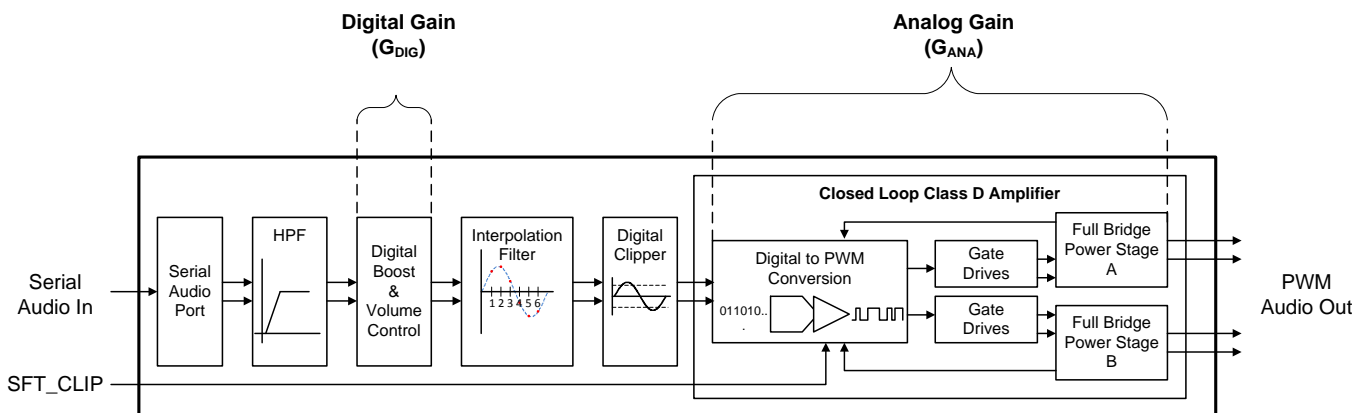 Digital Gain
(GDIG)
Analog Gain
(GANA)
Closed Loop Class D Amplifier
Serial
Audio In
SFT_CLIP
Serial
Audio
Port
HPF
Digital
Boost
&
Volume
Control
Interpolation
Filter
1 2 3 4 5 6
Digital
Clipper
Digital to PWM
Conversion
011010..
.
Gate
Drives
Gate
Drives
Full Bridge
Power Stage
A
Full Bridge
Power Stage
B
PWM
Audio Out